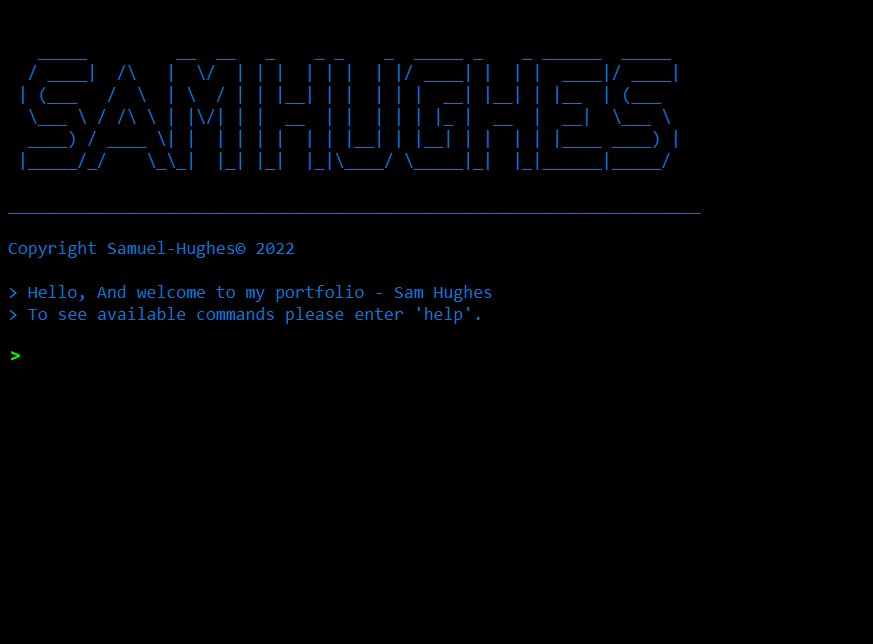 SAMHUGHES
Copyright Samuel-Hughes© 2022
> Hello, And welcome to my portfolio - Sam Hughes
> To see available commands please enter 'help'.
>